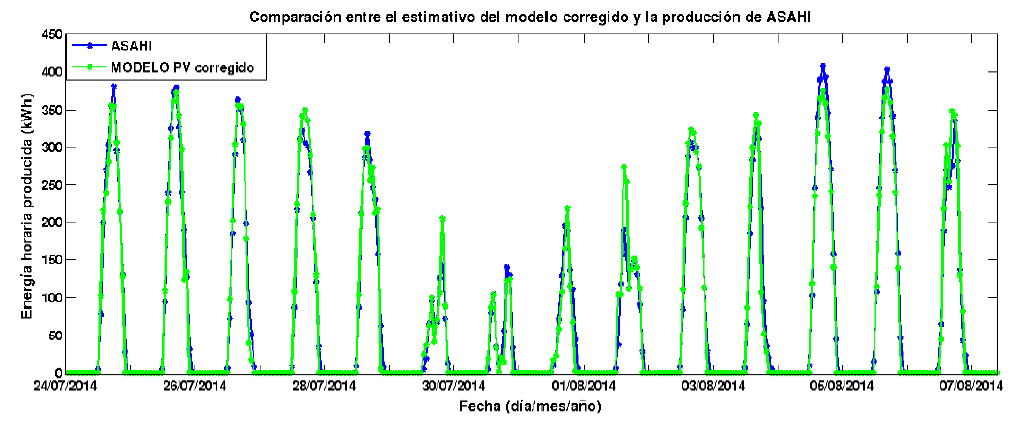 Comparación entre el estimativo del modelo corregido y la producción de ASAHI
ASAHI
MODELO PV corregido
Energía horaria producida (kWh)
450
400
350
300
250
200
150
100
50
0
24/07/2014 26/07/2014 28/07/2014 30/07/2014 01/08/2014 03/08/2014 05/08/2014 07/08/2014
Fecha (día/mes/año)